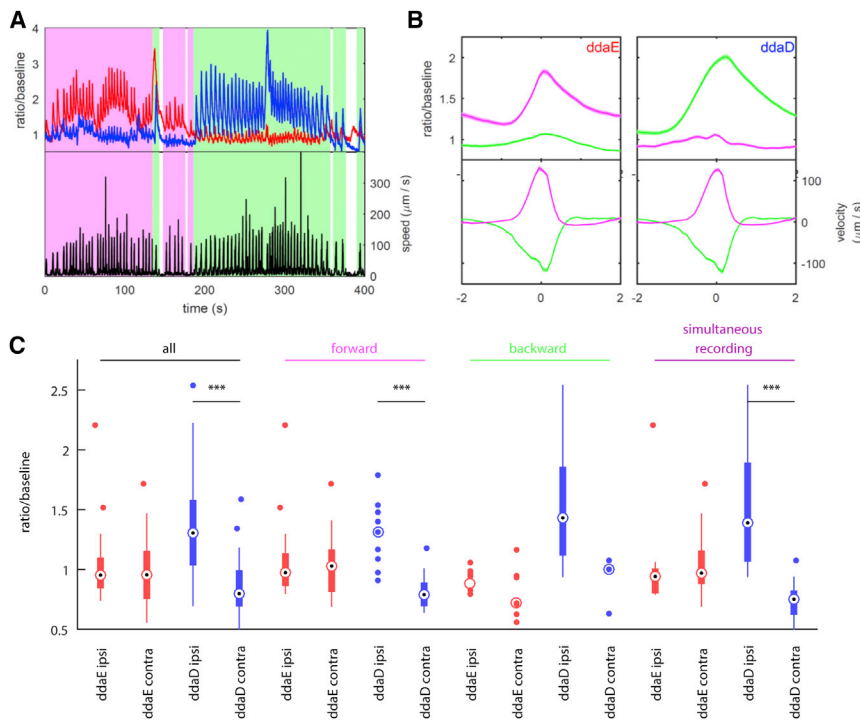 A
4
3
2
1
ratio/baseline
300
200
100
0
speed (μm / s)
0
100
200
300
400
time (s)
B
ddaE
ddaD
2
1.5
1
ratio/baseline
-2
2
-2
2
100
0
-100
velocity
(μm / s)
-2
0
2
-2
0
2
C
all
forward
backward
simultaneous
recording
***
***
***
2.5
2
1.5
1
0.5
ratio/baseline
ddaE ipsi
ddaE contra
ddaD ipsi
ddaD contra
ddaE ipsi
ddaE contra
ddaD ipsi
ddaD contra
ddaE ipsi
ddaE contra
ddaD ipsi
ddaD contra
ddaE ipsi
ddaE contra
ddaD ipsi
ddaD contra